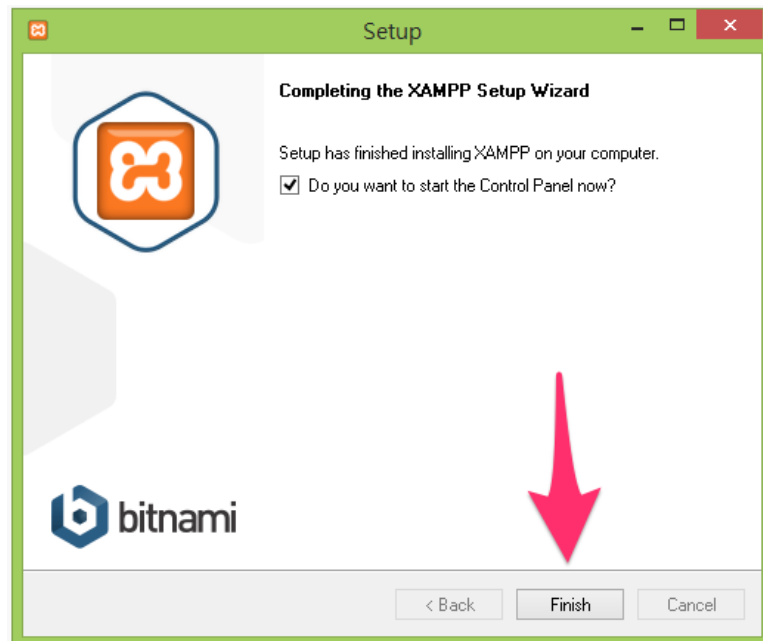 Setup
Completing the XAMPP Setup Wizard
Setup has finished installing XAMPP on your computer.
Do you want to start the Control Panel now?
bitnami
< Back Finish Cancel